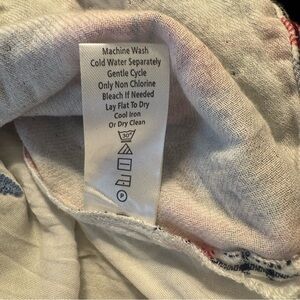 Machine Wash
Cold Water Separately
Gentle Cycle
Only Non Chlorine
Bleach If Needed
Lay Flat To Dry
Cool Iron
Or Dry Clean
30°
P